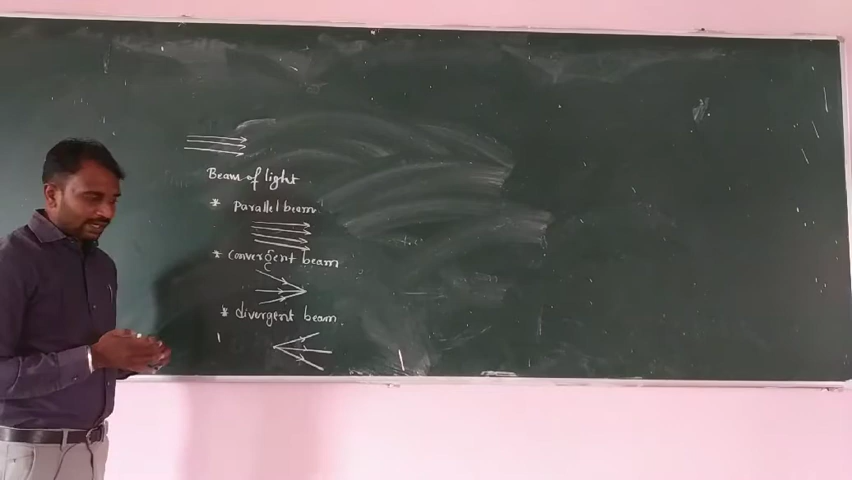 Beam of light
* Parallel beam
* Convergent beam
* divergent beam